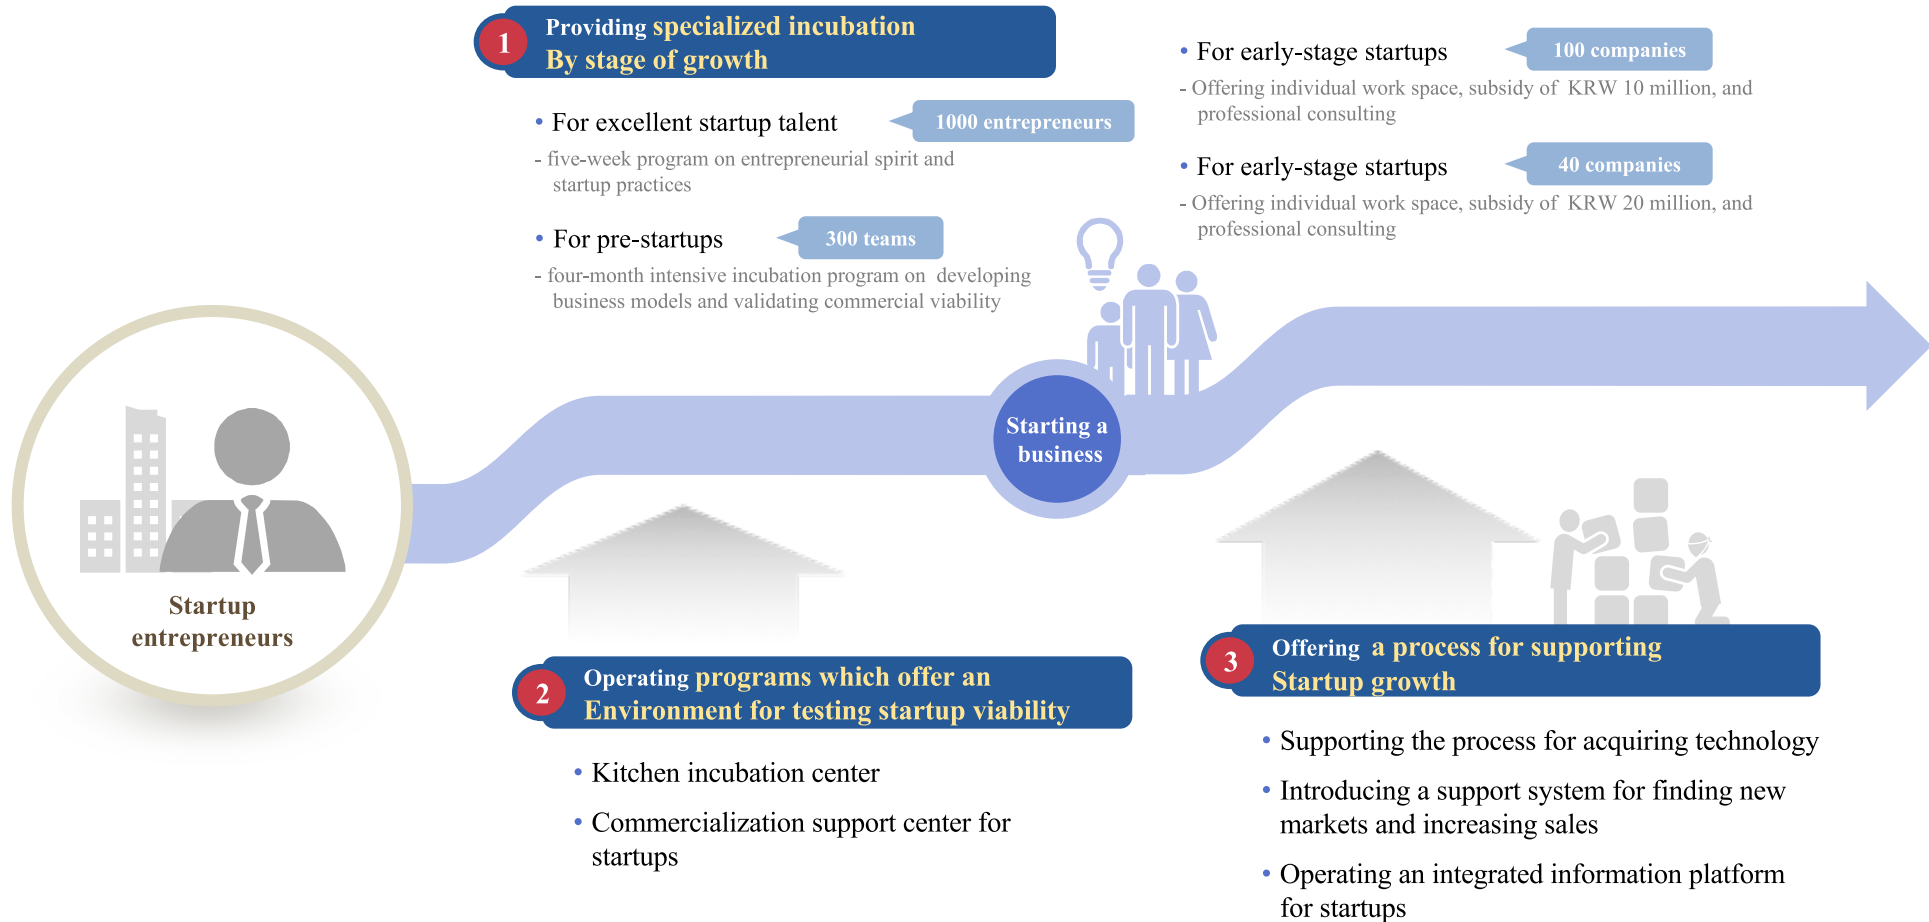 1
Providing specialized incubation
By stage of growth
• For excellent startup talent
1000 entrepreneurs
- five-week program on entrepreneurial spirit and
startup practices
• For pre-startups
300 teams
- four-month intensive incubation program on developing
business models and validating commercial viability
• For early-stage startups
100 companies
- Offering individual work space, subsidy of KRW 10 million, and
professional consulting
• For early-stage startups
40 companies
- Offering individual work space, subsidy of KRW 20 million, and
professional consulting
Startup
entrepreneurs
Starting a
business
2
Operating programs which offer an
Environment for testing startup viability
• Kitchen incubation center
• Commercialization support center for
startups
3
Offering a process for supporting
Startup growth
• Supporting the process for acquiring technology
• Introducing a support system for finding new
markets and increasing sales
• Operating an integrated information platform
for startups